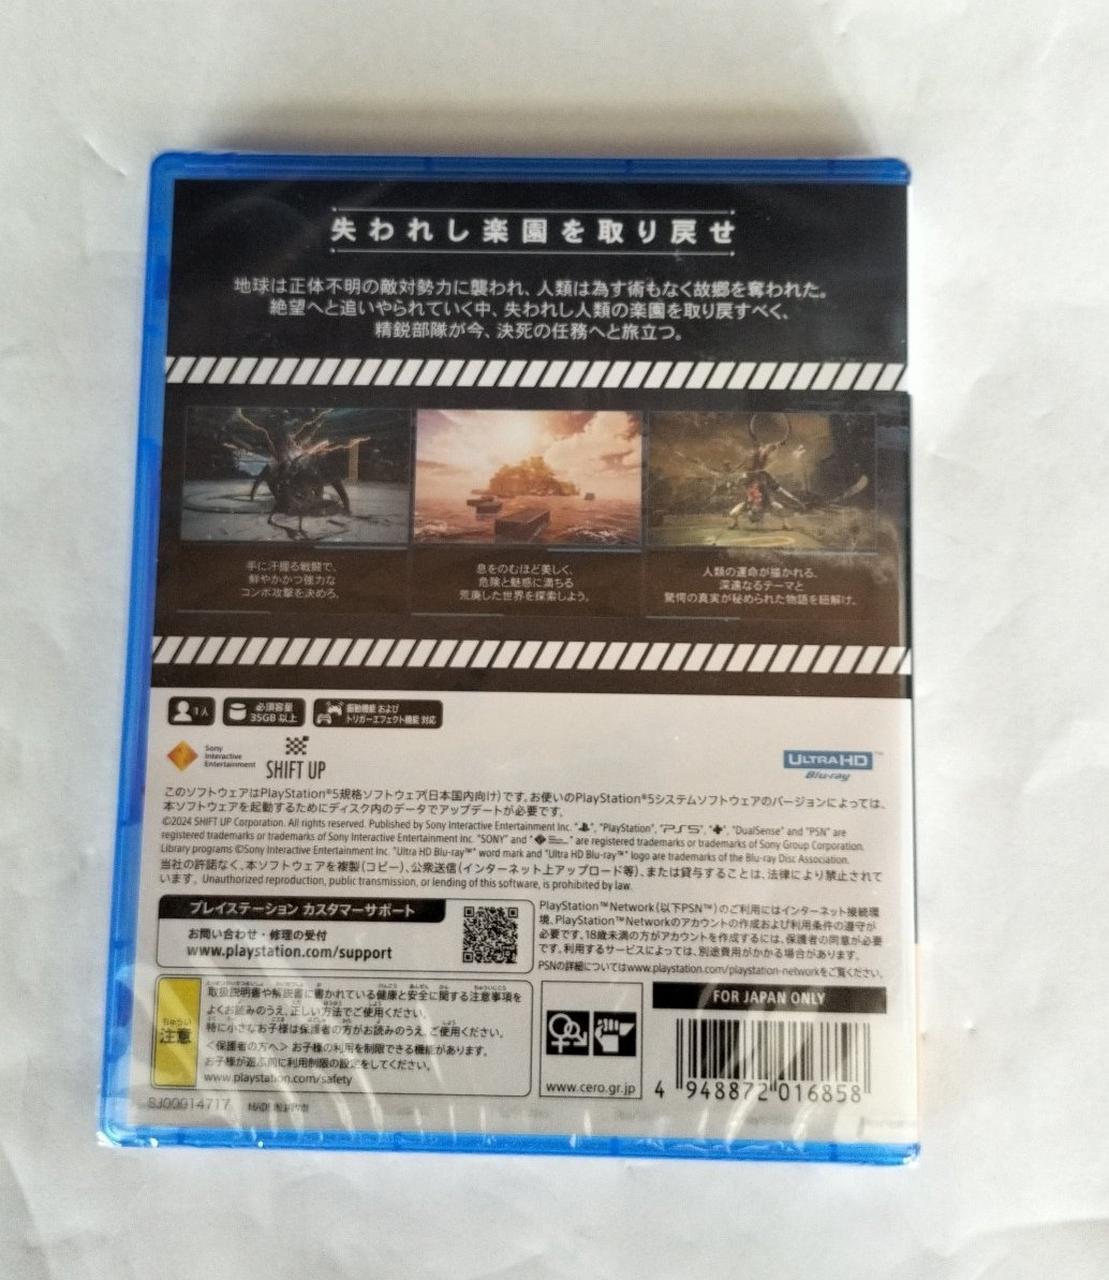 失われし楽園を取り戻せ
地球は正体不明の敵対勢力に襲われ、人類は為す術もなく故郷を奪われた。
絶望へと追いやられていく中、失われし人類の楽園を取り戻すべく、
精鋭部隊が今、決死の任務へと旅立つ。
手に汗握る戦闘で、
鮮やかかつ強力な
コンボ攻撃を決めろ。
息をのむほど美しく、
危険と魅惑に満ちる
荒廃した世界を探索しよう。
人類の運命が描かれる、
深遠なるテーマと
驚愕の真実が秘められた物語を紐解け。
1人
必須容量
35GB 以上
振動機能 および
トリガーエフェクト機能 対応
Sony
Interactive
Entertainment
SHIFT UP
ULTRA HD™
Blu-ray
このソフトウェアはPlayStation®5規格ソフトウェア(日本国内向け)です。お使いのPlayStation®5システムソフトウェアのバージョンによっては、
本ソフトウェアを起動するためにディスク内のデータでアップデートが必要です。
©2024 SHIFT UP Corporation. All rights reserved. Published by Sony Interactive Entertainment Inc. "", "PlayStation", "PS5", "", "DualSense" and "PSN" are
registered trademarks or trademarks of Sony Interactive Entertainment Inc. "SONY" and "" are registered trademarks or trademarks of Sony Group Corporation.
Library programs ©Sony Interactive Entertainment Inc. "Ultra HD Blu-ray™" word mark and "Ultra HD Blu-ray™" logo are trademarks of the Blu-ray Disc Association.
当社の許諾なく、本ソフトウェアを複製(コピー)、公衆送信(インターネット上アップロード等)、または貸与することは、法律により禁止されて
います。Unauthorized reproduction, public transmission, or lending of this software, is prohibited by law.
プレイステーション カスタマーサポート
お問い合わせ・修理の受付
www.playstation.com/support
PlayStation™Network(以下PSN™)のご利用にはインターネット接続環
境、PlayStation™Networkのアカウントの作成および利用条件の遵守が
必要です。18歳未満の方がアカウントを作成するには、保護者の同意が必要
です。利用するサービスによっては、別途費用がかかる場合があります。
PSNの詳細についてはwww.playstation.com/playstation-networkをご覧ください。
ちゅうい
注意
取扱説明書や解説書に書かれている健康と安全に関する注意事項を
よくお読みのうえ、正しい方法でご使用ください。
特に小さなお子様は保護者の方がお読みのうえ、ご使用ください。
<保護者の方へ> お子様の利用を制限できる機能があります。
お子様が遊ぶ前に利用制限の設定をしてください。
www.playstation.com/safety
www.cero.gr.jp
FOR JAPAN ONLY
4 948872 016858
SJ00014717 MADE IN JAPAN